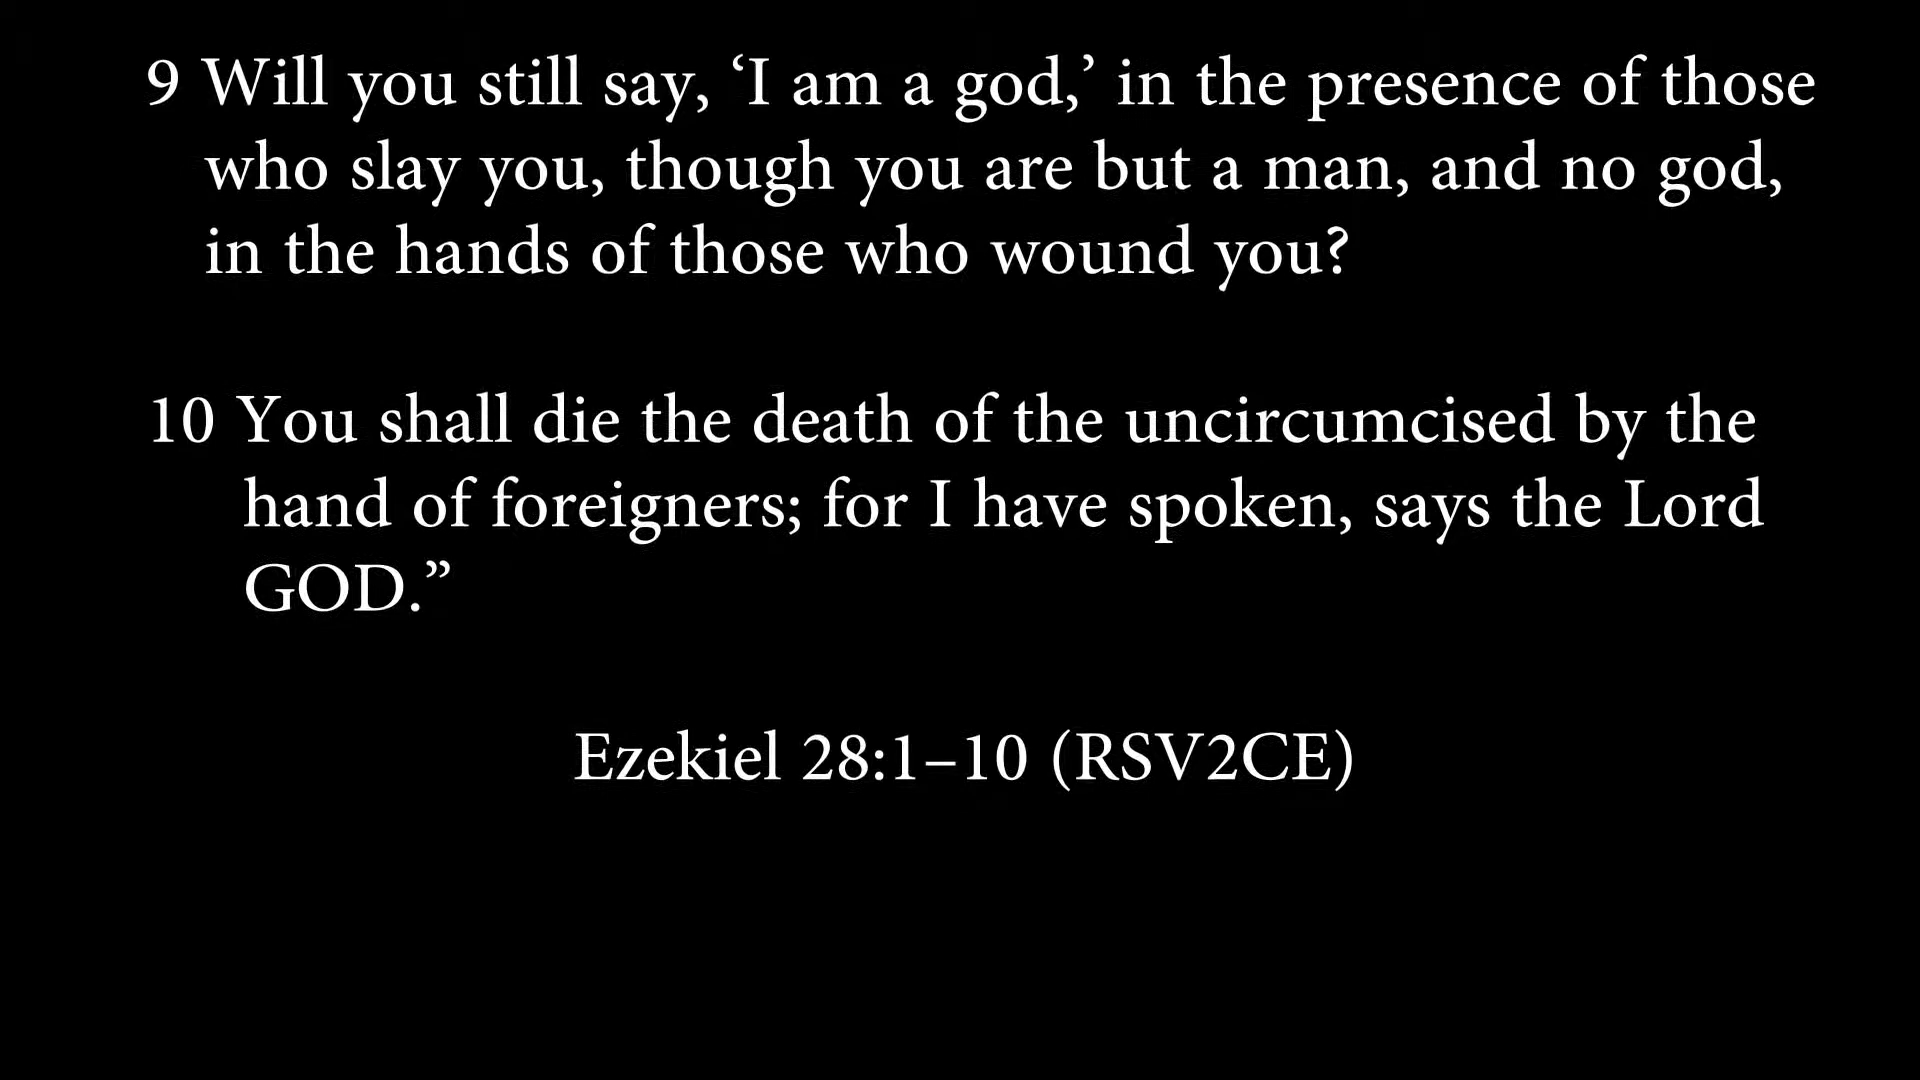 9 Will you still say, ‘I am a god,’ in the presence of those
who slay you, though you are but a man, and no god,
in the hands of those who wound you?
10 You shall die the death of the uncircumcised by the
hand of foreigners; for I have spoken, says the Lord
GOD.”
Ezekiel 28:1–10 (RSV2CE)